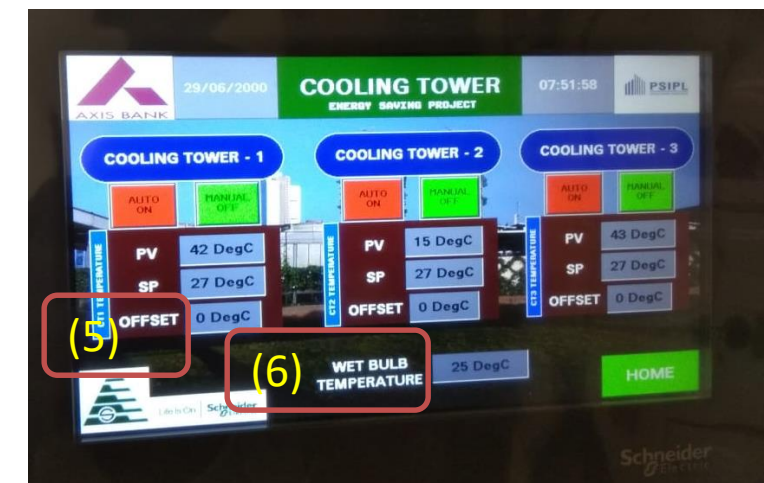 29/06/2000
COOLING TOWER
ENERGY SAVING PROJECT
07:51:58
PSIPL
AXIS BANK
COOLING TOWER - 1
COOLING TOWER - 2
COOLING TOWER - 3
AUTO ON
MANUAL OFF
AUTO ON
MANUAL OFF
AUTO ON
MANUAL OFF
CT1 TEMPERATURE
PV 42 DegC
SP 27 DegC
OFFSET 0 DegC
CT2 TEMPERATURE
PV 15 DegC
SP 27 DegC
OFFSET 0 DegC
CT3 TEMPERATURE
PV 43 DegC
SP 27 DegC
OFFSET 0 DegC
(5)
(6)
WET BULB
TEMPERATURE
25 DegC
HOME
Life Is On Schneider
Schneider
Electric